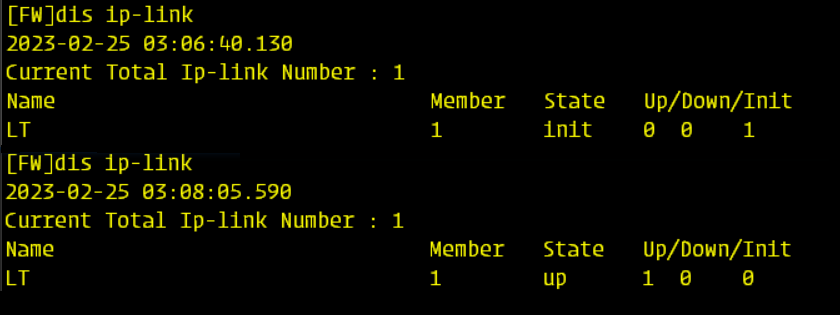 [FW]dis ip-link
2023-02-25 03:06:40.130
Current Total Ip-link Number : 1
Name Member State Up/Down/Init
LT 1 init 0 0 1
[FW]dis ip-link
2023-02-25 03:08:05.590
Current Total Ip-link Number : 1
Name Member State Up/Down/Init
LT 1 up 1 0 0